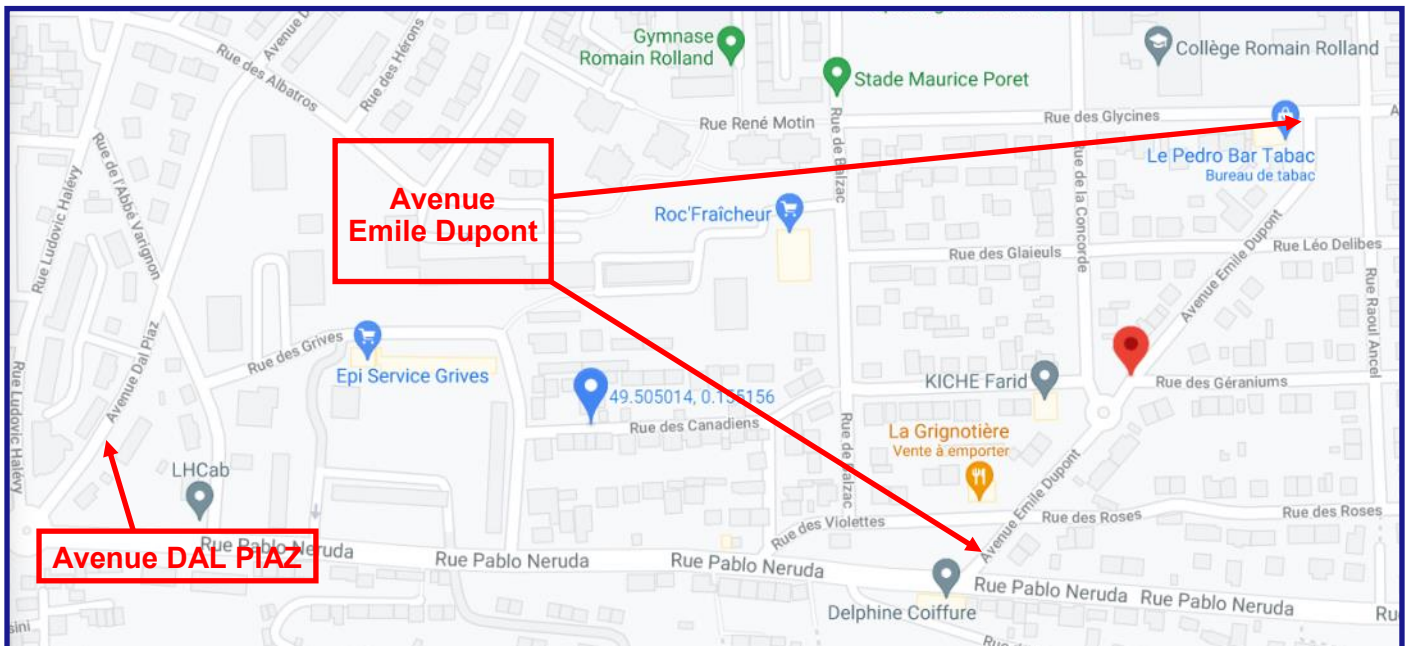 Gymnase
Romain Rolland
Collège Romain Rolland
Stade Maurice Poret
Rue des Albatros
Rue des Hérons
Rue René Motin
Rue de Balzac
Rue des Glycines
Le Pedro Bar Tabac
Bureau de tabac
Rue Ludovic Halévy
Rue de l'Abbé Varignon
Avenue
Emile Dupont
Roc'Fraîcheur
Rue de la Concorde
Rue des Glaieuls
Avenue Emile Dupont
Rue Léo Delibes
Rue Raoul Ancel
Avenue Dal Piaz
Rue des Grives
Epi Service Grives
49.505014, 0.155156
Rue des Canadiens
KICHE Farid
Rue des Géraniums
Rue Ludovic Halévy
La Grignotière
Vente à emporter
Rue de Balzac
LHCab
Avenue Emile Dupont
Rue des Violettes
Rue des Roses
Rue des Roses
Avenue DAL PIAZ
Rue Pablo Neruda
Rue Pablo Neruda
Rue Pablo Neruda
Rue Pablo Neruda
Rue Pablo Neruda
Delphine Coiffure